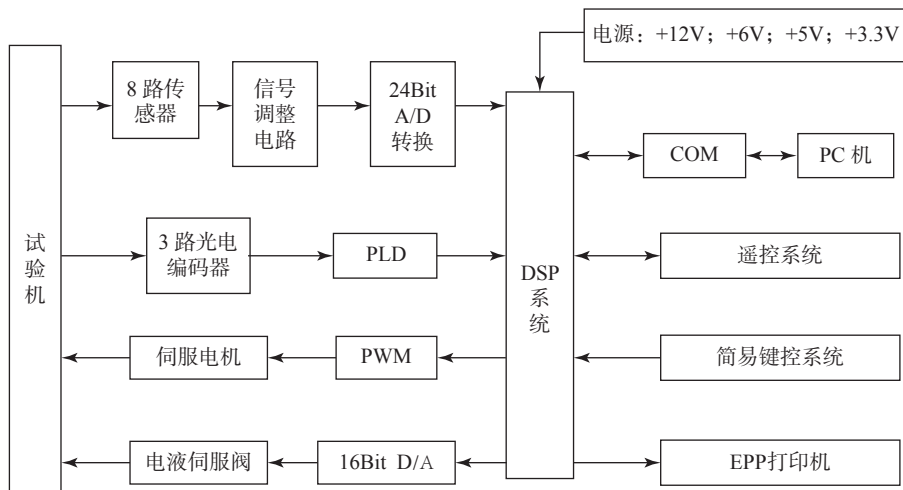 电源：+12V；+6V；+5V；+3.3V
8 路传
感器
信号
调整
电路
24Bit
A/D
转换
COM
PC 机
试
验
机
3 路光电
编码器
PLD
DSP
系
统
遥控系统
伺服电机
PWM
简易键控系统
电液伺服阀
16Bit D/A
EPP打印机